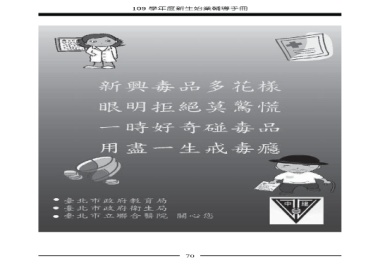 109 學年度新生始業輔導手冊
新興毒品多花樣
眼明拒絕莫驚慌
一時好奇碰毒品
用盡一生戒毒癮
●臺北市政府教育局
●臺北市政府衛生局
●臺北市立聯合醫院 關心您
70